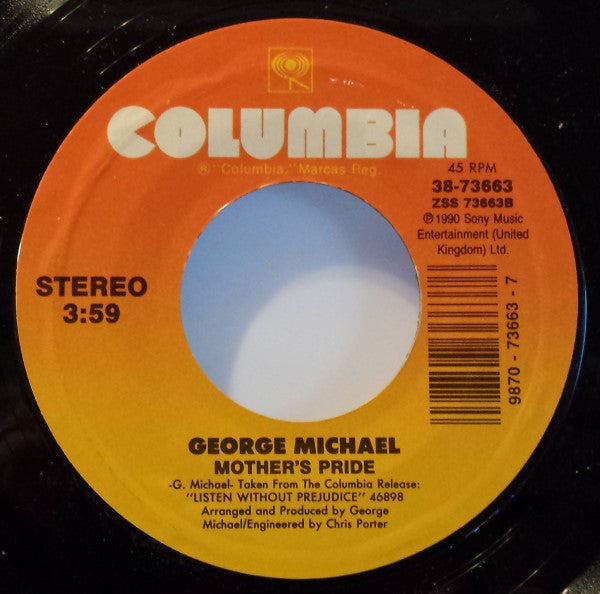 COLUMBIA
® "Columbia," Marcas Reg.
45 RPM
38-73663
ZSS 73663B
℗ 1990 Sony Music
Entertainment (United
Kingdom) Ltd.
STEREO
3:59
9870 - 73663 - 7
GEORGE MICHAEL
MOTHER'S PRIDE
-G. Michael- Taken From The Columbia Release:
"LISTEN WITHOUT PREJUDICE" 46898
Arranged and Produced by George
Michael/Engineered by Chris Porter